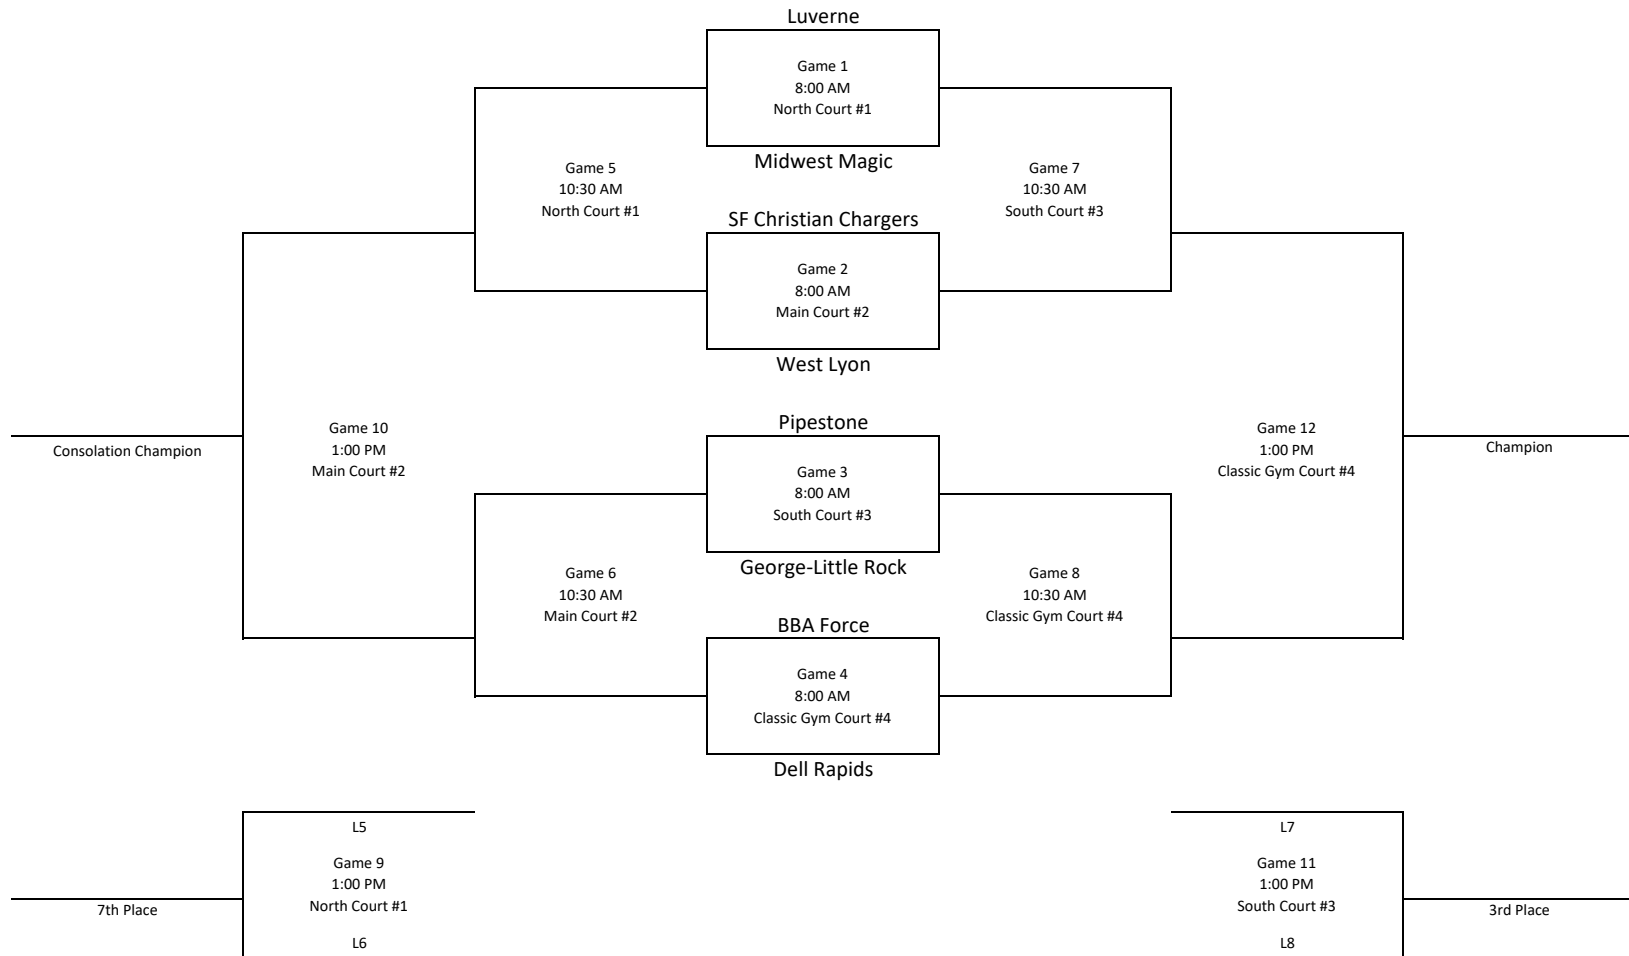 Luverne
Game 1
8:00 AM
North Court #1
Midwest Magic
Game 5
10:30 AM
North Court #1
Game 7
10:30 AM
South Court #3
SF Christian Chargers
Game 2
8:00 AM
Main Court #2
West Lyon
Game 10
1:00 PM
Main Court #2
Consolation Champion
Pipestone
Game 3
8:00 AM
South Court #3
George-Little Rock
Game 12
1:00 PM
Classic Gym Court #4
Champion
Game 6
10:30 AM
Main Court #2
Game 8
10:30 AM
Classic Gym Court #4
BBA Force
Game 4
8:00 AM
Classic Gym Court #4
Dell Rapids
L5
Game 9
1:00 PM
North Court #1
L6
7th Place
L7
Game 11
1:00 PM
South Court #3
L8
3rd Place